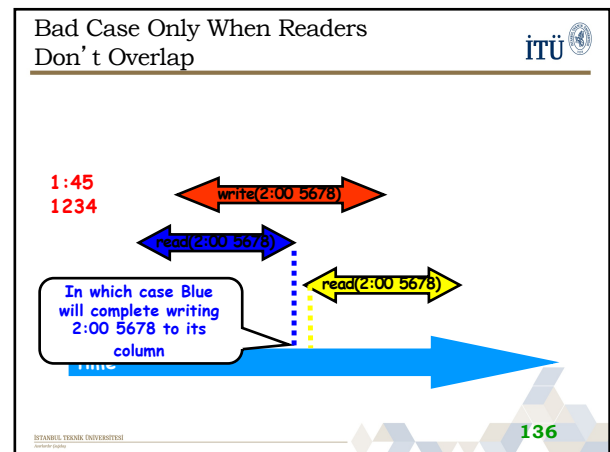 Bad Case Only When Readers
Don't Overlap
İTÜ
1:45
1234
write(2:00 5678)
read(2:00 5678)
read(2:00 5678)
In which case Blue
will complete writing
2:00 5678 to its
column
Time
İSTANBUL TEKNİK ÜNİVERSİTESİ
136